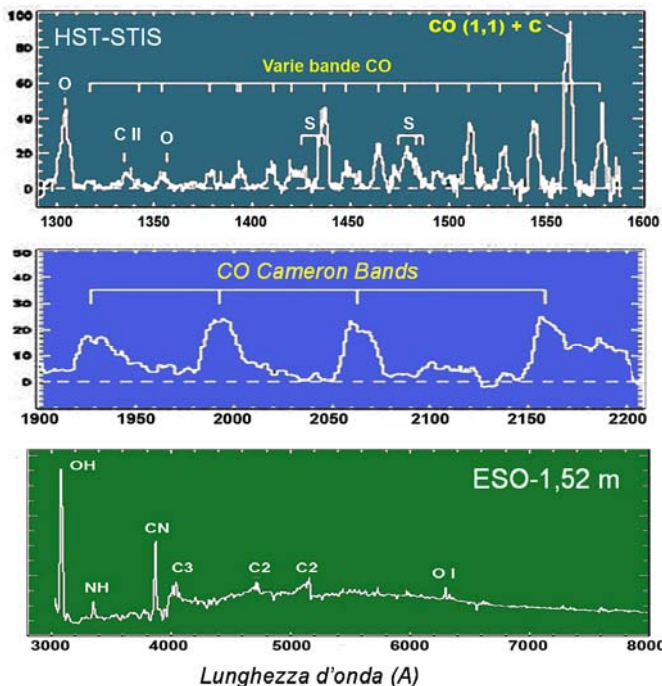 100
80
60
40
20
0
HST-STIS
CO (1,1) + C
Varie bande CO
O
C II
O
S
S
1300 1350 1400 1450 1500 1550 1600
50
40
30
20
10
0
CO Cameron Bands
1900 1950 2000 2050 2100 2150 2200
ESO-1,52 m
OH
NH
CN
C3
C2
C2
O I
3000 4000 5000 6000 7000 8000
Lunghezza d'onda (A)